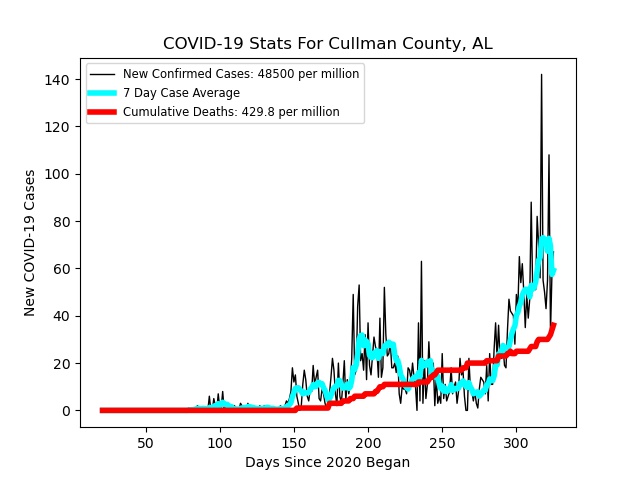 COVID-19 Stats For Cullman County, AL
New Confirmed Cases: 48500 per million
7 Day Case Average
Cumulative Deaths: 429.8 per million
New COVID-19 Cases
140
120
100
80
60
40
20
0
50 100 150 200 250 300
Days Since 2020 Began